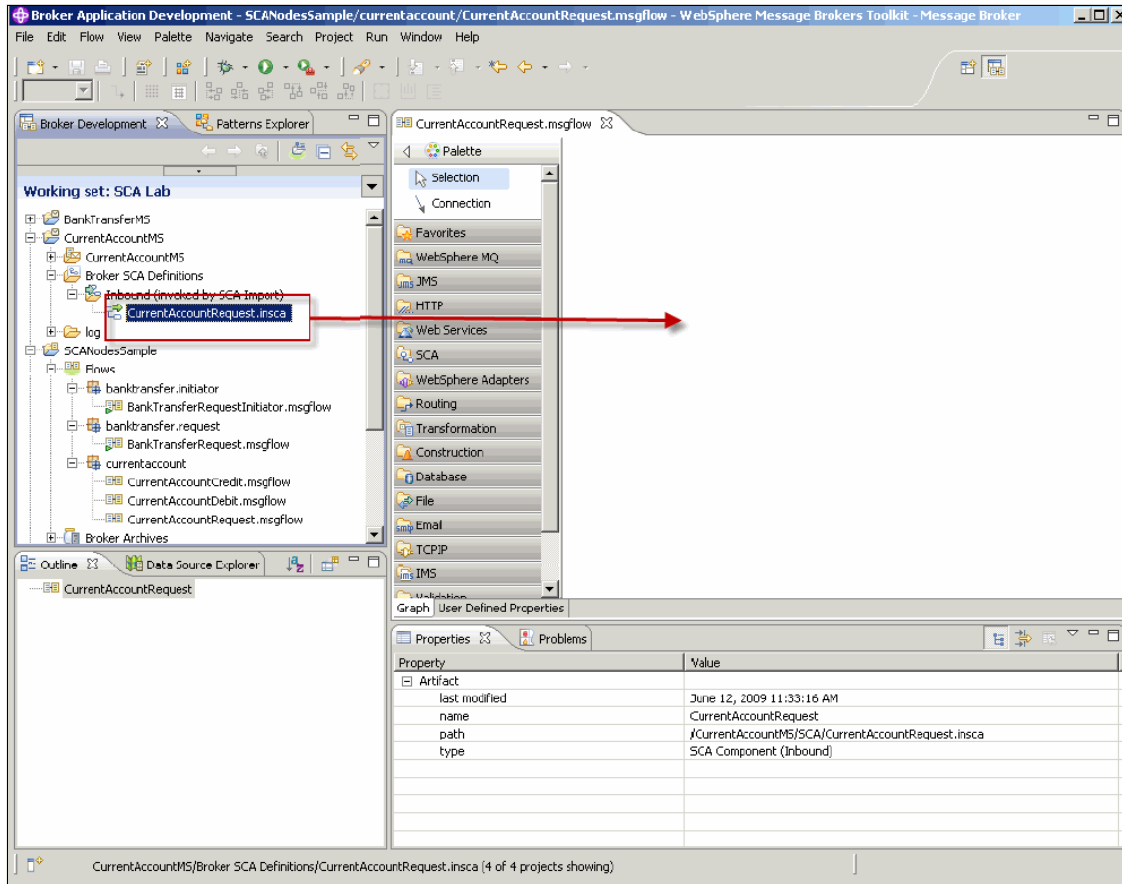 Broker Application Development - SCANodesSample/currentaccount/CurrentAccountRequest.msgflow - WebSphere Message Brokers Toolkit - Message Broker
File Edit Flow View Palette Navigate Search Project Run Window Help
Broker Development
Patterns Explorer
Working set: SCA Lab
BankTransferMS
CurrentAccountMS
CurrentAccountMS
Broker SCA Definitions
Inbound (invoked by SCA Import)
CurrentAccountRequest.insca
log
SCANodesSample
Flows
banktransfer.initiator
BankTransferRequestInitiator.msgflow
banktransfer.request
BankTransferRequest.msgflow
currentaccount
CurrentAccountCredit.msgflow
CurrentAccountDebit.msgflow
CurrentAccountRequest.msgflow
Broker Archives
Outline
Data Source Explorer
CurrentAccountRequest
CurrentAccountRequest.msgflow
Palette
Selection
Connection
Favorites
WebSphere MQ
JMS
HTTP
Web Services
SCA
WebSphere Adapters
Routing
Transformation
Construction
Database
File
Email
TCPIP
IMS
Validation
Graph User Defined Properties
Properties
Problems
Property Value
Artifact
last modified June 12, 2009 11:33:16 AM
name CurrentAccountRequest
path /CurrentAccountMS/SCA/CurrentAccountRequest.insca
type SCA Component (Inbound)
CurrentAccountMS/Broker SCA Definitions/CurrentAccountRequest.insca (4 of 4 projects showing)